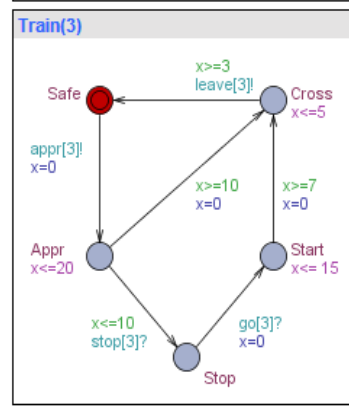 Train(3)
x>=3
leave[3]!
Safe
Cross
x<=5
appr[3]!
x=0
x>=10
x=0
x>=7
x=0
Appr
x<=20
Start
x<= 15
x<=10
stop[3]?
go[3]?
x=0
Stop